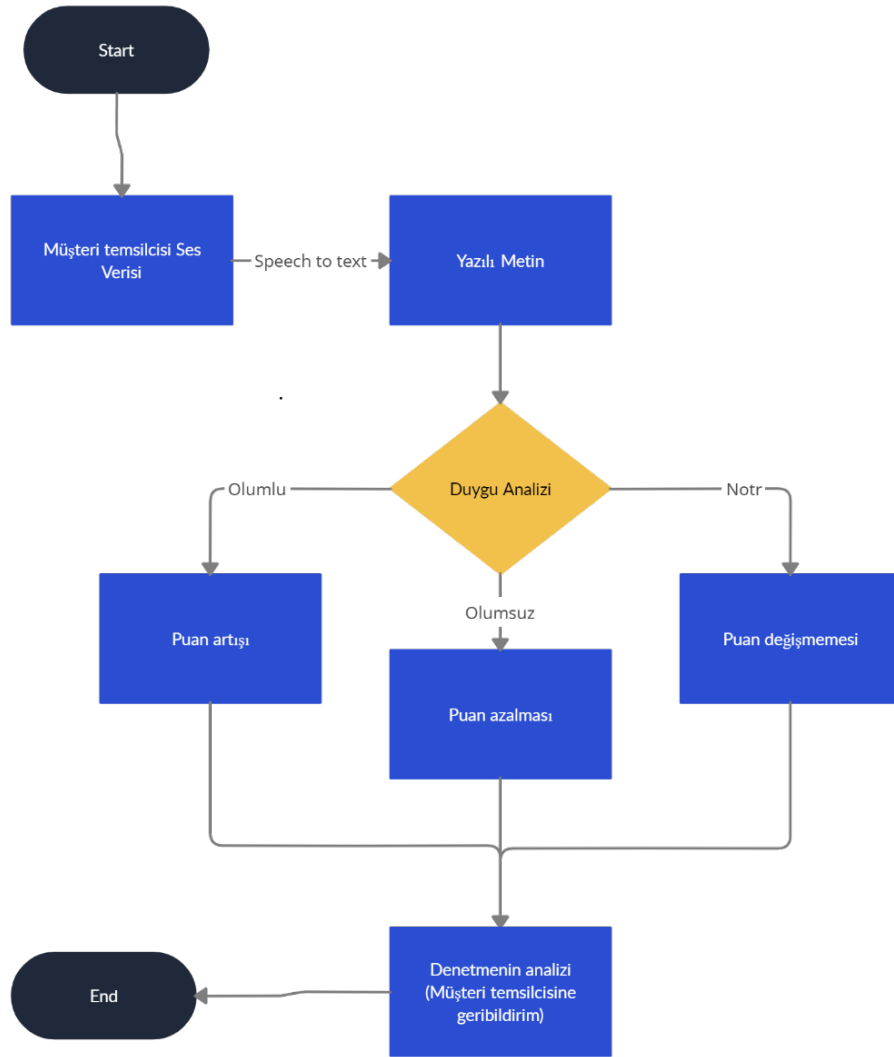 Start
Müşteri temsilcisi Ses
Verisi
Speech to text
Yazılı Metin
Duygu Analizi
Olumlu
Notr
Olumsuz
Puan artışı
Puan azalması
Puan değişmemesi
Denetmenin analizi
(Müşteri temsilcisine
geribildirim)
End